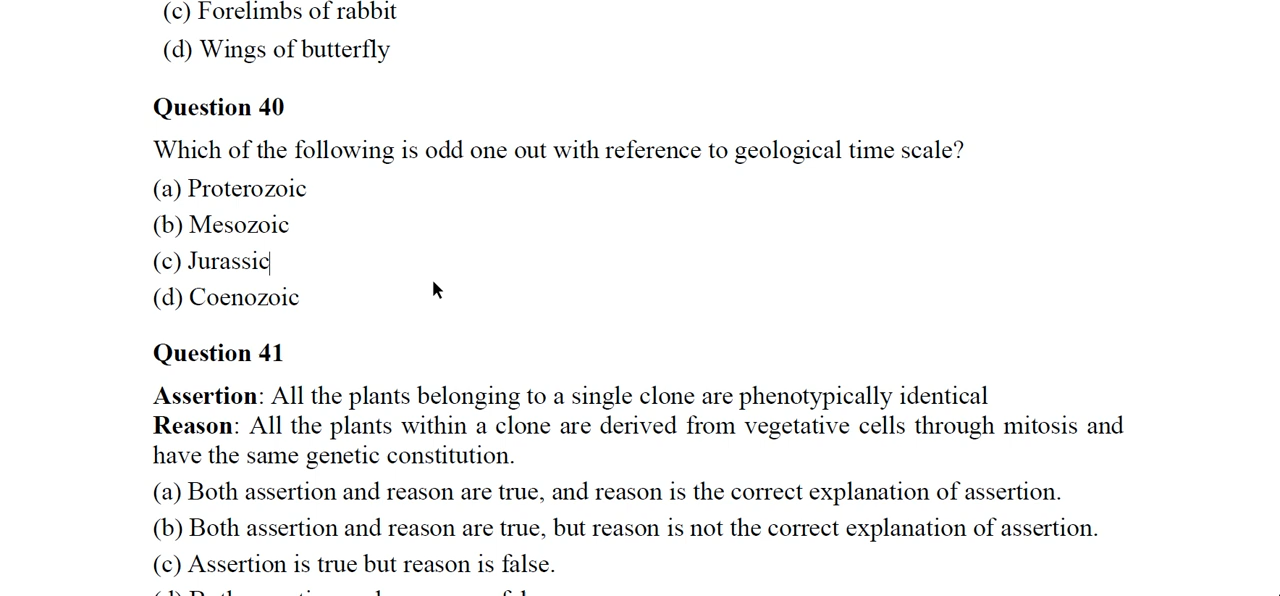 (c) Forelimbs of rabbit
(d) Wings of butterfly
Question 40
Which of the following is odd one out with reference to geological time scale?
(a) Proterozoic
(b) Mesozoic
(c) Jurassic
(d) Coenozoic
Question 41
Assertion: All the plants belonging to a single clone are phenotypically identical
Reason: All the plants within a clone are derived from vegetative cells through mitosis and
have the same genetic constitution.
(a) Both assertion and reason are true, and reason is the correct explanation of assertion.
(b) Both assertion and reason are true, but reason is not the correct explanation of assertion.
(c) Assertion is true but reason is false.